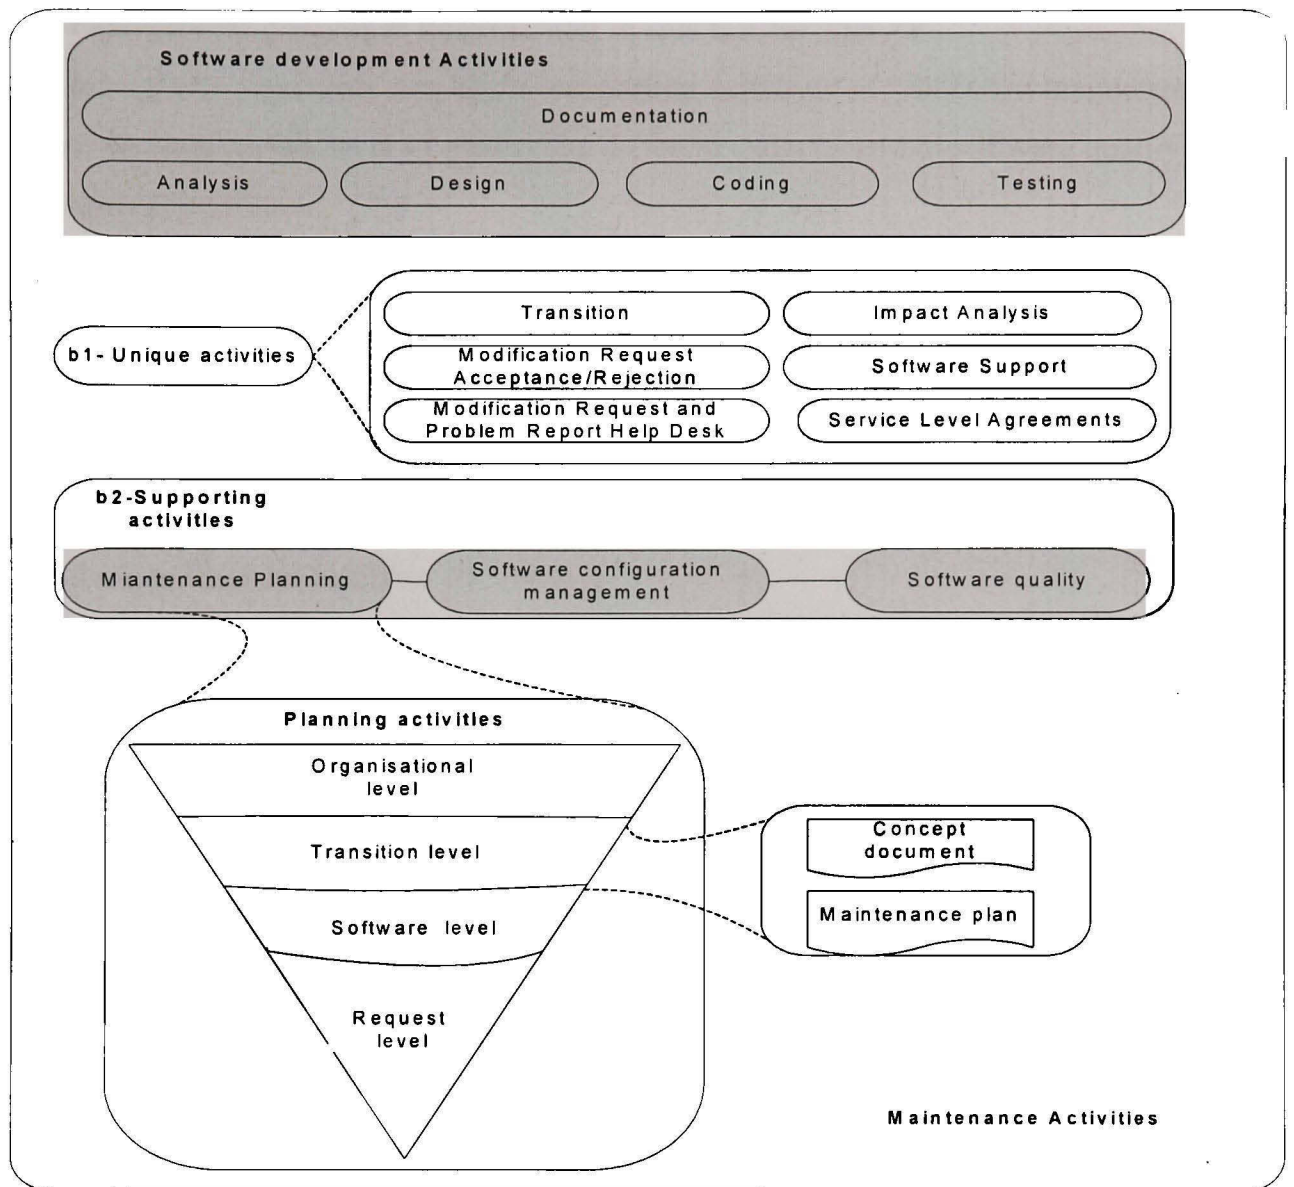 Software development Activities
Documentation
Analysis
Design
Coding
Testing
b1- Unique activities
Transition
Impact Analysis
Modification Request
Acceptance/Rejection
Software Support
Modification Request and
Problem Report Help Desk
Service Level Agreements
b2-Supporting
activities
Miantenance Planning
Software configuration
management
Software quality
Planning activities
Organisational
level
Transition level
Software level
Request
level
Concept
document
Maintenance plan
Maintenance Activities